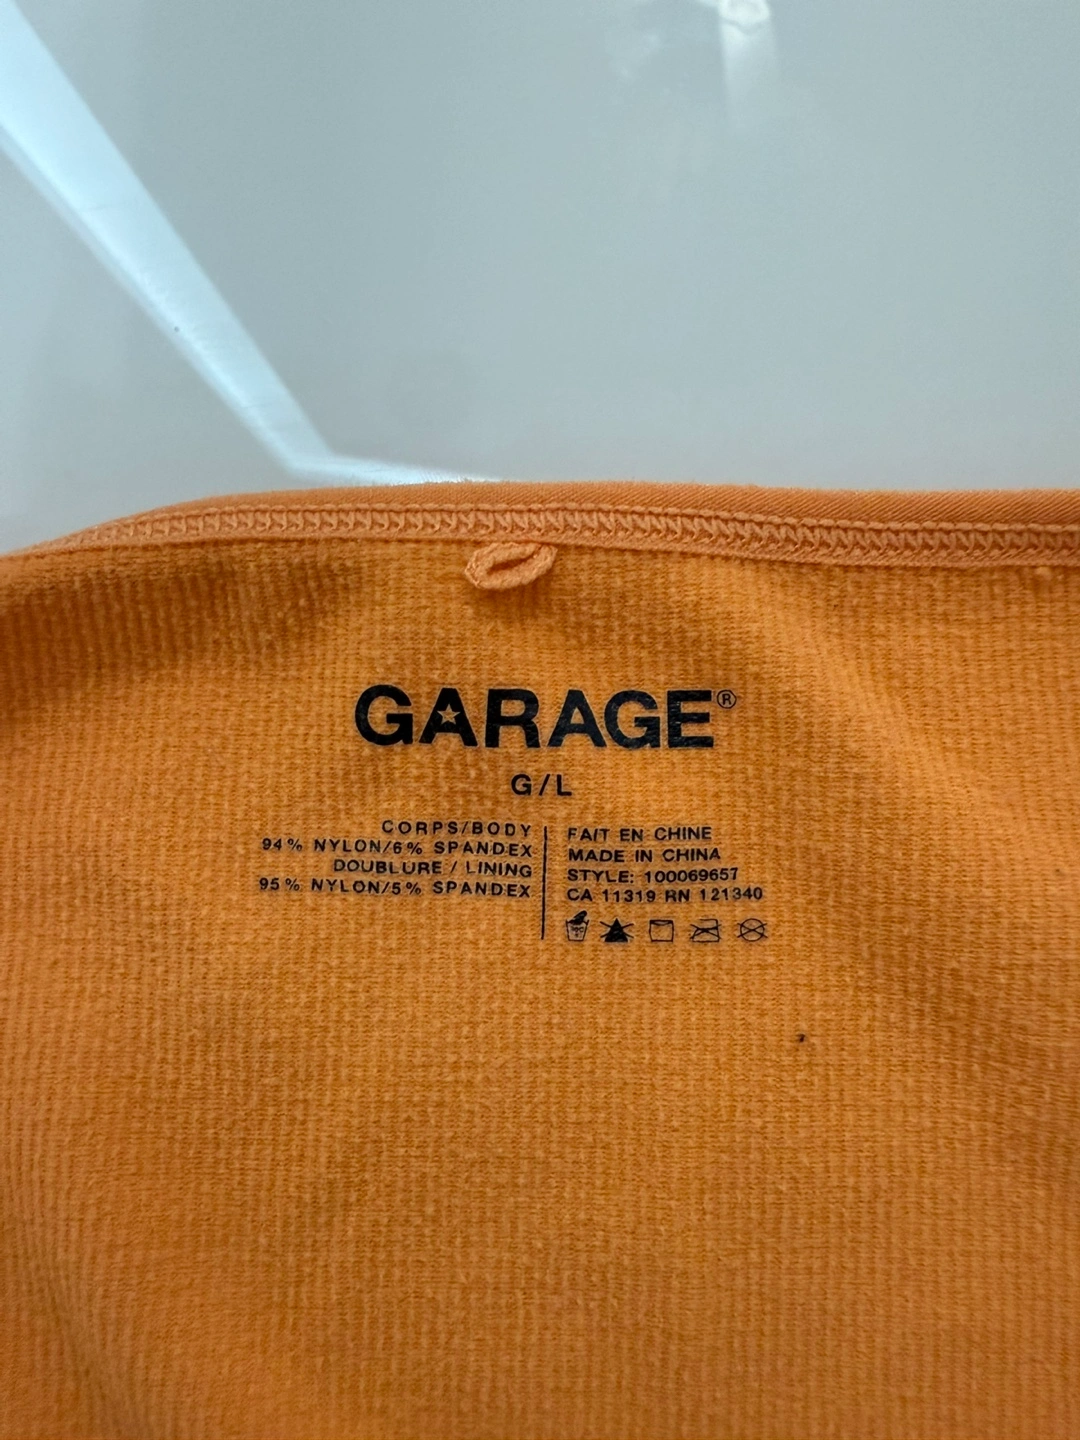 GARAGE®
G/L
CORPS/BODY
94% NYLON/6% SPANDEX
DOUBLURE / LINING
95% NYLON/5% SPANDEX
FAIT EN CHINE
MADE IN CHINA
STYLE: 100069657
CA 11319 RN 121340